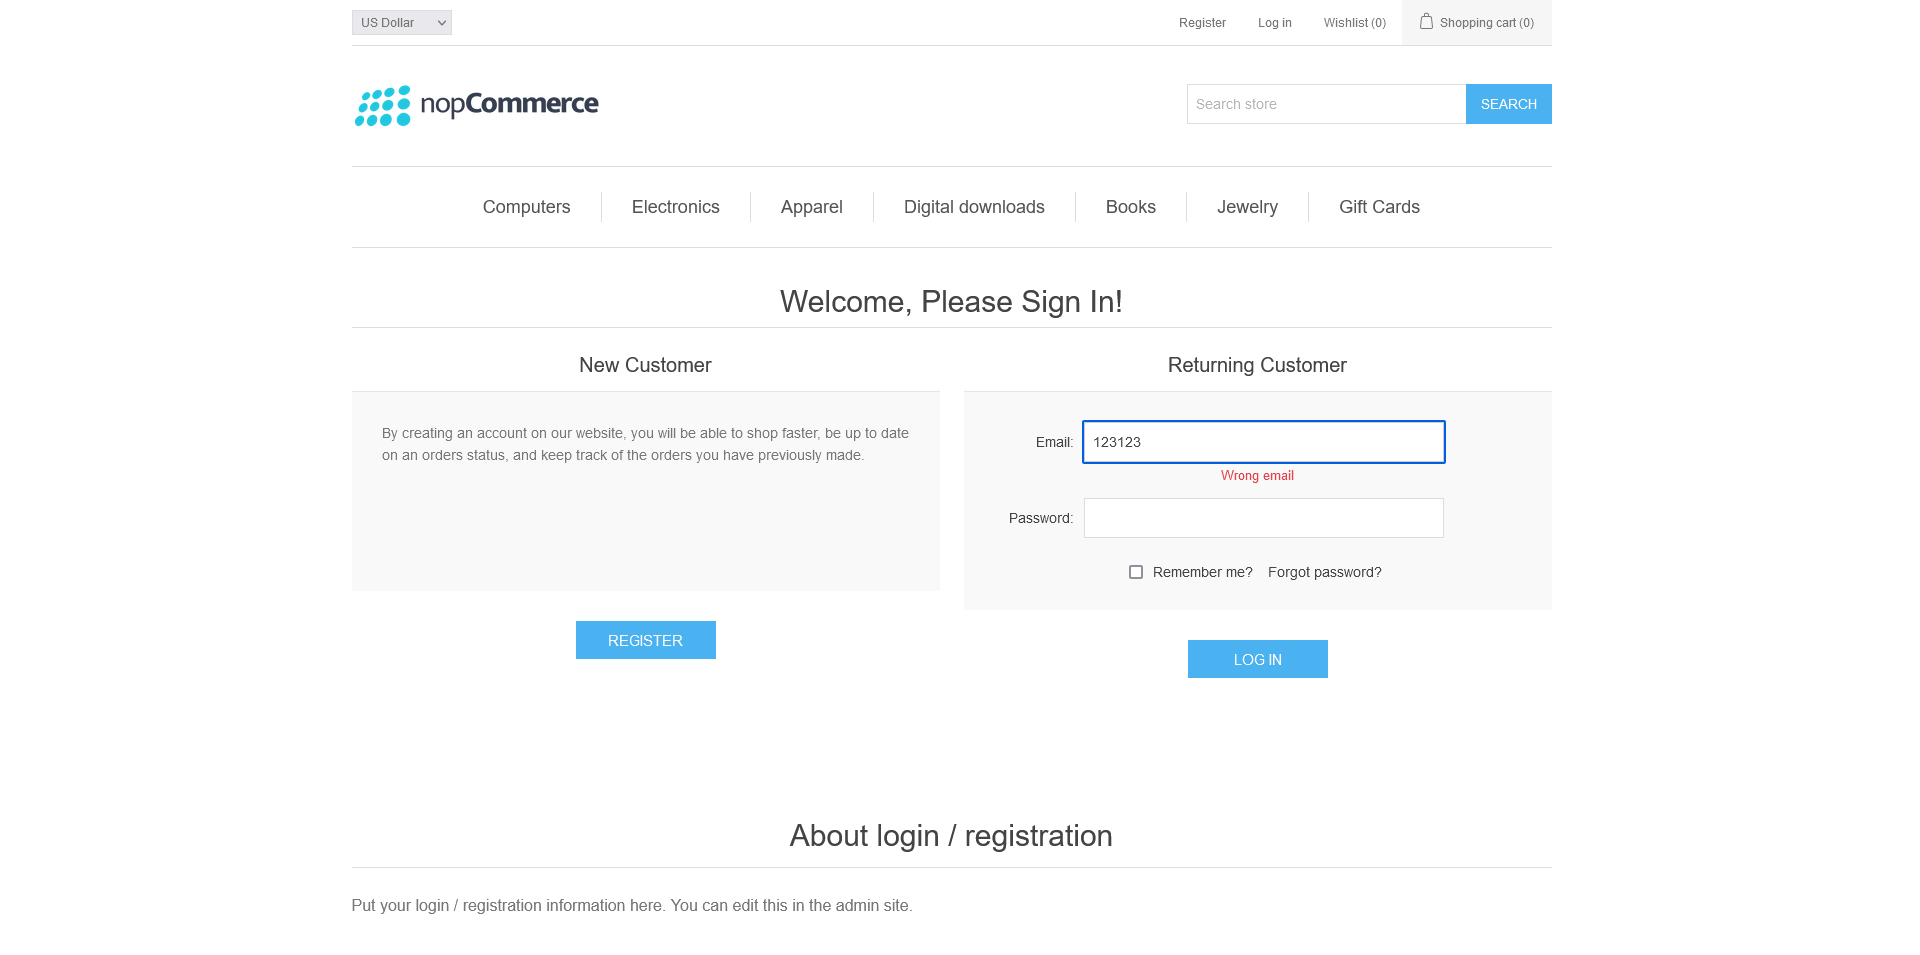 US Dollar
Register
Log in
Wishlist (0)
Shopping cart (0)
nopCommerce
Search store
SEARCH
Computers
Electronics
Apparel
Digital downloads
Books
Jewelry
Gift Cards
Welcome, Please Sign In!
New Customer
By creating an account on our website, you will be able to shop faster, be up to date
on an orders status, and keep track of the orders you have previously made.
REGISTER
Returning Customer
Email: 123123
Wrong email
Password:
Remember me? Forgot password?
LOG IN
About login / registration
Put your login / registration information here. You can edit this in the admin site.